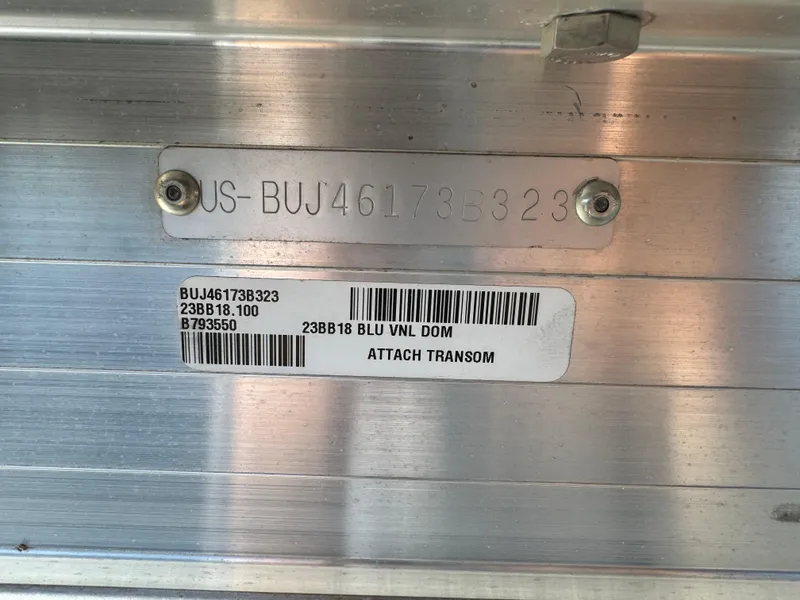 US-BUJ46173B323
BUJ46173B323
23BB18.100
B793550
23BB18 BLU VNL DOM
ATTACH TRANSOM